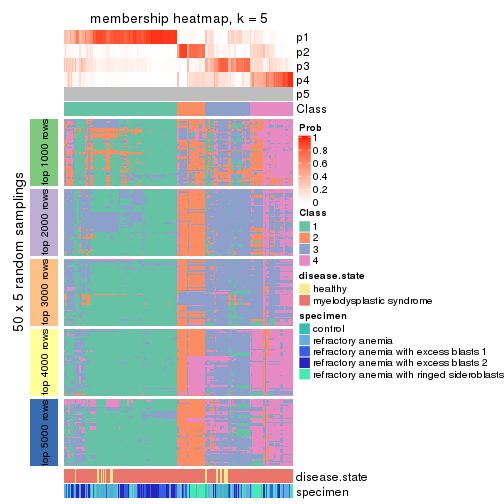 membership heatmap, k = 5
p1
p2
p3
p4
p5
Class
50 x 5 random samplings
top 1000 rows
top 2000 rows
top 3000 rows
top 4000 rows
top 5000 rows
disease.state
specimen
Prob
1
0.8
0.6
0.4
0.2
0
Class
1
2
3
4
disease.state
healthy
myelodysplastic syndrome
specimen
control
refractory anemia
refractory anemia with excess blasts 1
refractory anemia with excess blasts 2
refractory anemia with ringed sideroblasts